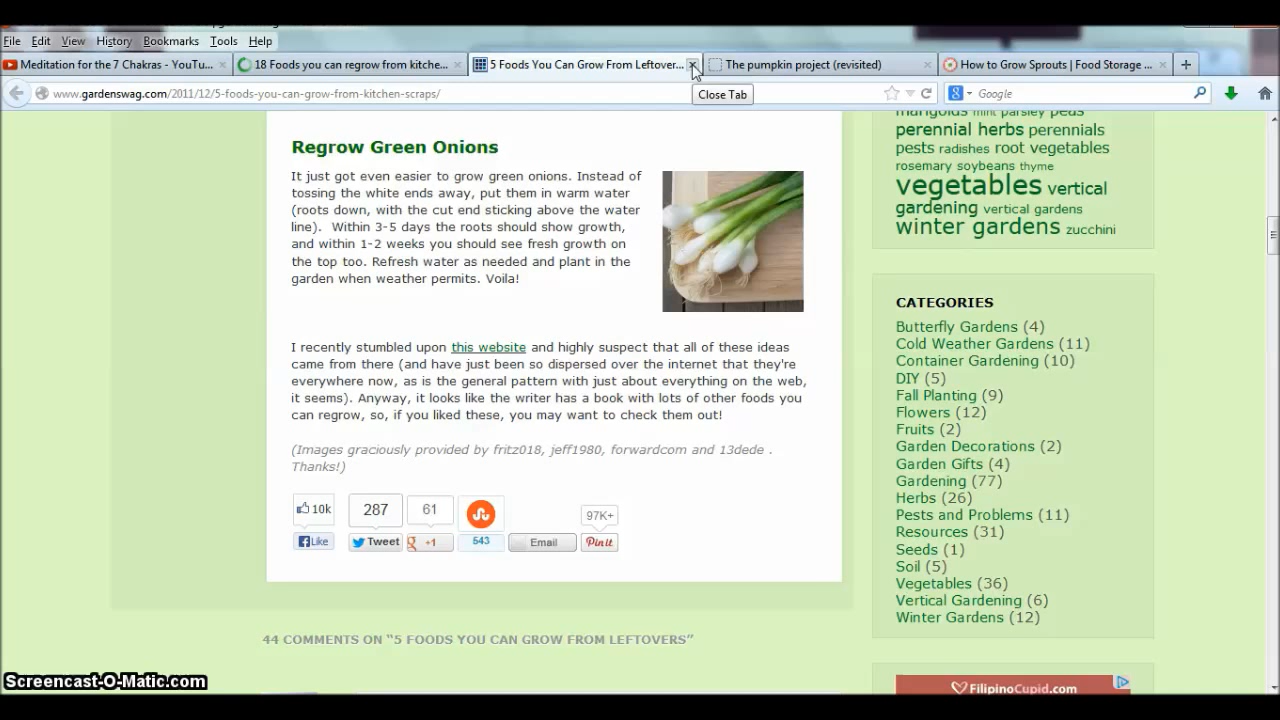 File Edit View History Bookmarks Tools Help
Meditation for the 7 Chakras - YouTu... 18 Foods you can regrow from kitche... 5 Foods You Can Grow From Leftover... The pumpkin project (revisited) How to Grow Sprouts | Food Storage ...
www.gardenswag.com/2011/12/5-foods-you-can-grow-from-kitchen-scraps/ Google
Close Tab
Regrow Green Onions
It just got even easier to grow green onions. Instead of
tossing the white ends away, put them in warm water
(roots down, with the cut end sticking above the water
line). Within 3-5 days the roots should show growth,
and within 1-2 weeks you should see fresh growth on
the top too. Refresh water as needed and plant in the
garden when weather permits. Voila!
I recently stumbled upon this website and highly suspect that all of these ideas
came from there (and have just been so dispersed over the internet that they're
everywhere now, as is the general pattern with just about everything on the web,
it seems). Anyway, it looks like the writer has a book with lots of other foods you
can regrow, so, if you liked these, you may want to check them out!
(Images graciously provided by fritz018, jeff1980, forwardcom and 13dede .
Thanks!)
10k 287 61 97K+
Like Tweet +1 543 Email Pinit
44 COMMENTS ON “5 FOODS YOU CAN GROW FROM LEFTOVERS”
marigolds mint parsley peas
perennial herbs perennials
pests radishes root vegetables
rosemary soybeans thyme
vegetables vertical
gardening vertical gardens
winter gardens zucchini
CATEGORIES
Butterfly Gardens (4)
Cold Weather Gardens (11)
Container Gardening (10)
DIY (5)
Fall Planting (9)
Flowers (12)
Fruits (2)
Garden Decorations (2)
Garden Gifts (4)
Gardening (77)
Herbs (26)
Pests and Problems (11)
Resources (31)
Seeds (1)
Soil (5)
Vegetables (36)
Vertical Gardening (6)
Winter Gardens (12)
FilipinoCupid.com
Screencast-O-Matic.com